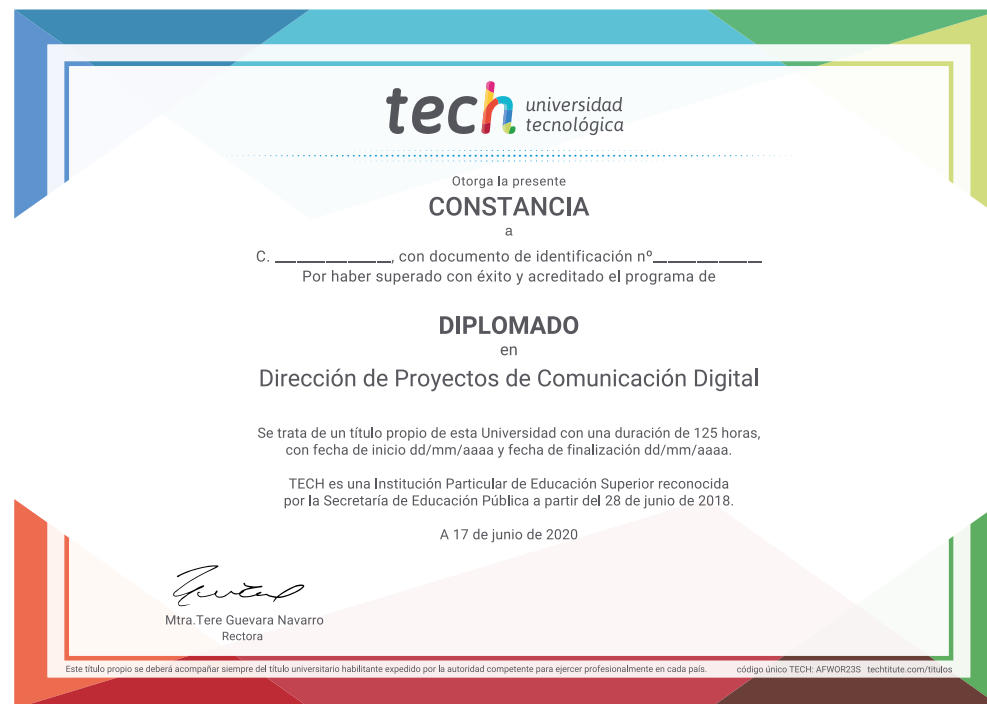 tech universidad
tecnológica
Otorga la presente
CONSTANCIA
a
C. ________________, con documento de identificación nº_______________
Por haber superado con éxito y acreditado el programa de
DIPLOMADO
en
Dirección de Proyectos de Comunicación Digital
Se trata de un título propio de esta Universidad con una duración de 125 horas,
con fecha de inicio dd/mm/aaaa y fecha de finalización dd/mm/aaaa.
TECH es una Institución Particular de Educación Superior reconocida
por la Secretaría de Educación Pública a partir del 28 de junio de 2018.
A 17 de junio de 2020
Mtra.Tere Guevara Navarro
Rectora
Este título propio se deberá acompañar siempre del título universitario habilitante expedido por la autoridad competente para ejercer profesionalmente en cada país. código único TECH: AFWOR23S techtitute.com/titulos